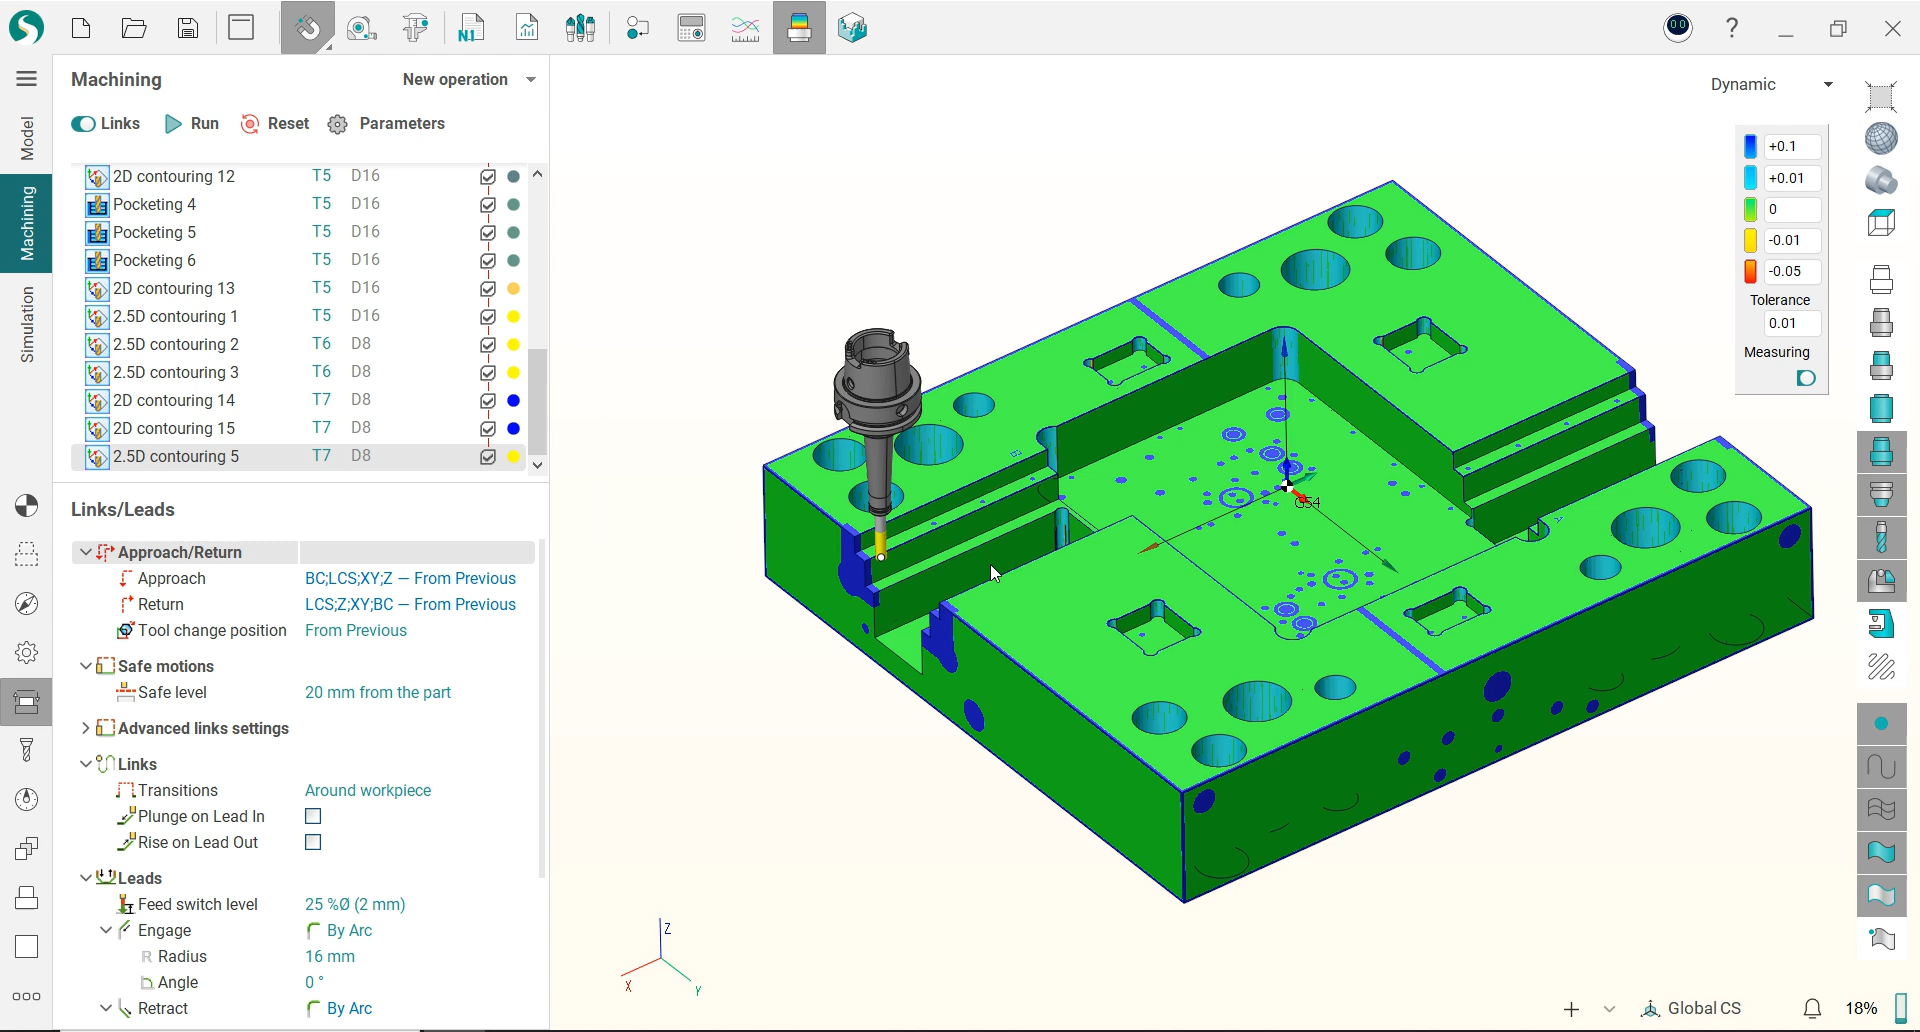 N1
?
Machining
New operation
Links
Run
Reset
Parameters
Model
Machining
Simulation
2D contouring 12 T5 D16
Pocketing 4 T5 D16
Pocketing 5 T5 D16
Pocketing 6 T5 D16
2D contouring 13 T5 D16
2.5D contouring 1 T5 D16
2.5D contouring 2 T6 D8
2.5D contouring 3 T6 D8
2D contouring 14 T7 D8
2D contouring 15 T7 D8
2.5D contouring 5 T7 D8
Links/Leads
Approach/Return
Approach BC;LCS;XY;Z — From Previous
Return LCS;Z;XY;BC — From Previous
Tool change position From Previous
Safe motions
Safe level 20 mm from the part
Advanced links settings
Links
Transitions Around workpiece
Plunge on Lead In
Rise on Lead Out
Leads
Feed switch level 25 %Ø (2 mm)
Engage By Arc
R Radius 16 mm
Angle 0 °
Retract By Arc
Dynamic
+0.1
+0.01
0
-0.01
-0.05
Tolerance
0.01
Measuring
G54
Z
X
Y
Global CS
18%